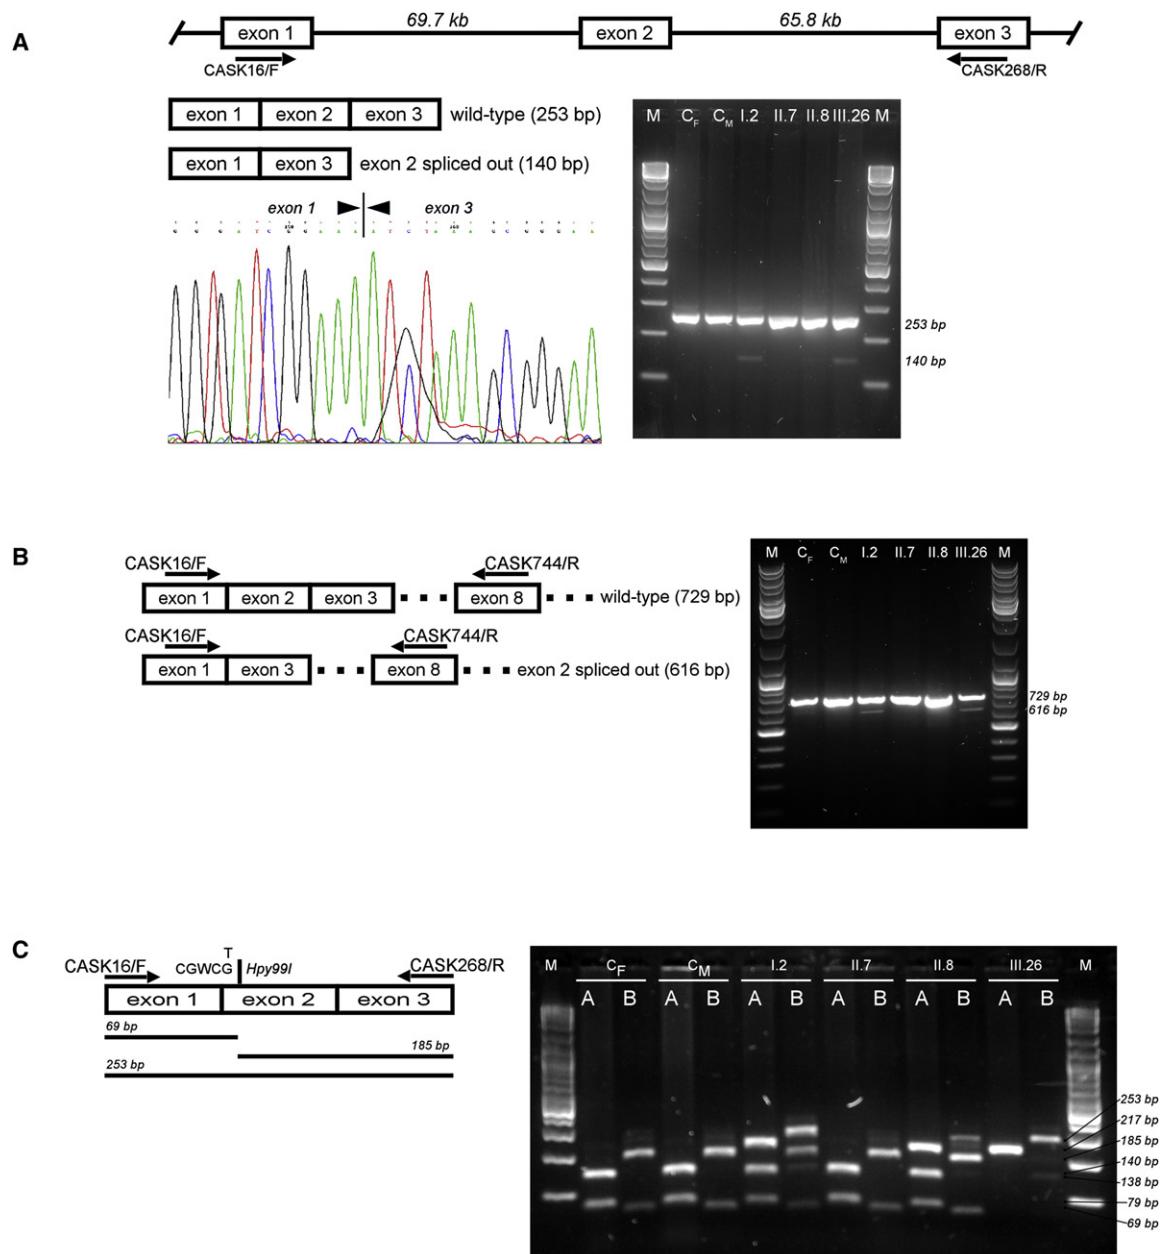 A
exon 1
69.7 kb
exon 2
65.8 kb
exon 3
CASK16/F
CASK268/R
exon 1 exon 2 exon 3 wild-type (253 bp)
exon 1 exon 3 exon 2 spliced out (140 bp)
exon 1 exon 3
M CF CM I.2 II.7 II.8 III.26 M
253 bp
140 bp
B
CASK16/F CASK744/R
exon 1 exon 2 exon 3 exon 8 wild-type (729 bp)
CASK16/F CASK744/R
exon 1 exon 3 exon 8 exon 2 spliced out (616 bp)
M CF CM I.2 II.7 II.8 III.26 M
729 bp
616 bp
C
T
CASK16/F CGWCG Hpy99I CASK268/R
exon 1 exon 2 exon 3
69 bp
185 bp
253 bp
M CF CM I.2 II.7 II.8 III.26 M
A B A B A B A B A B A B
253 bp
217 bp
185 bp
140 bp
138 bp
79 bp
69 bp